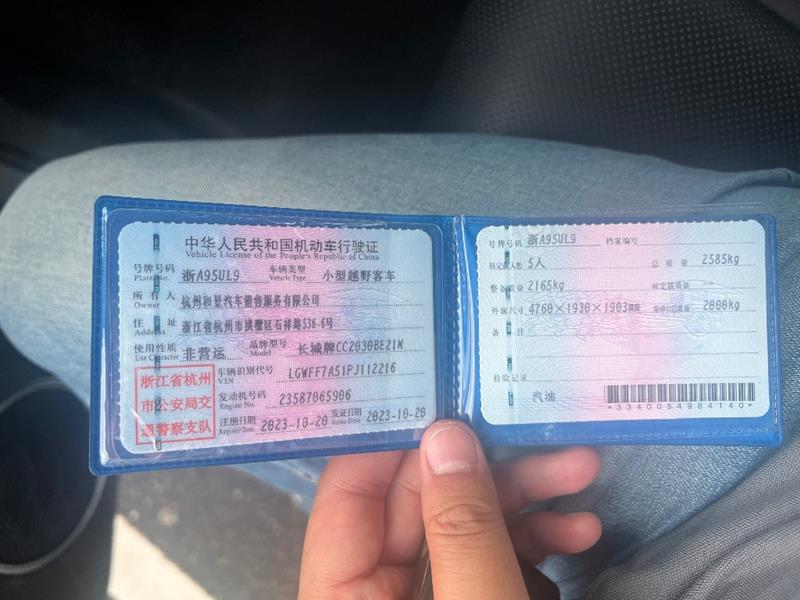 中华人民共和国机动车行驶证
Vehicle License of the People's Republic of China
号牌号码 浙A95UL9 车辆类型 小型越野客车
Plate No. Vehicle Type
所有人 杭州和景汽车销售服务有限公司
Owner
住址 浙江省杭州市拱墅区石祥路536-6号
Address
使用性质 非营运 品牌型号 长城牌CC2030BE21N
Use Character Model
浙江省杭州
市公安局交
通警察支队
车辆识别代号 LGWFF7A51PJ112216
VIN
发动机号码 23587065906
Engine No.
注册日期 2023-10-20 发证日期 2023-10-20
Register Date Issue Date
号牌号码 浙A95UL9 档案编号
核定载人数 5人 总质量 2585kg
整备质量 2165kg 核定载质量 --
外廓尺寸 4760×1930×1903 2000kg
备注
检验记录
汽油
*3340054984140*